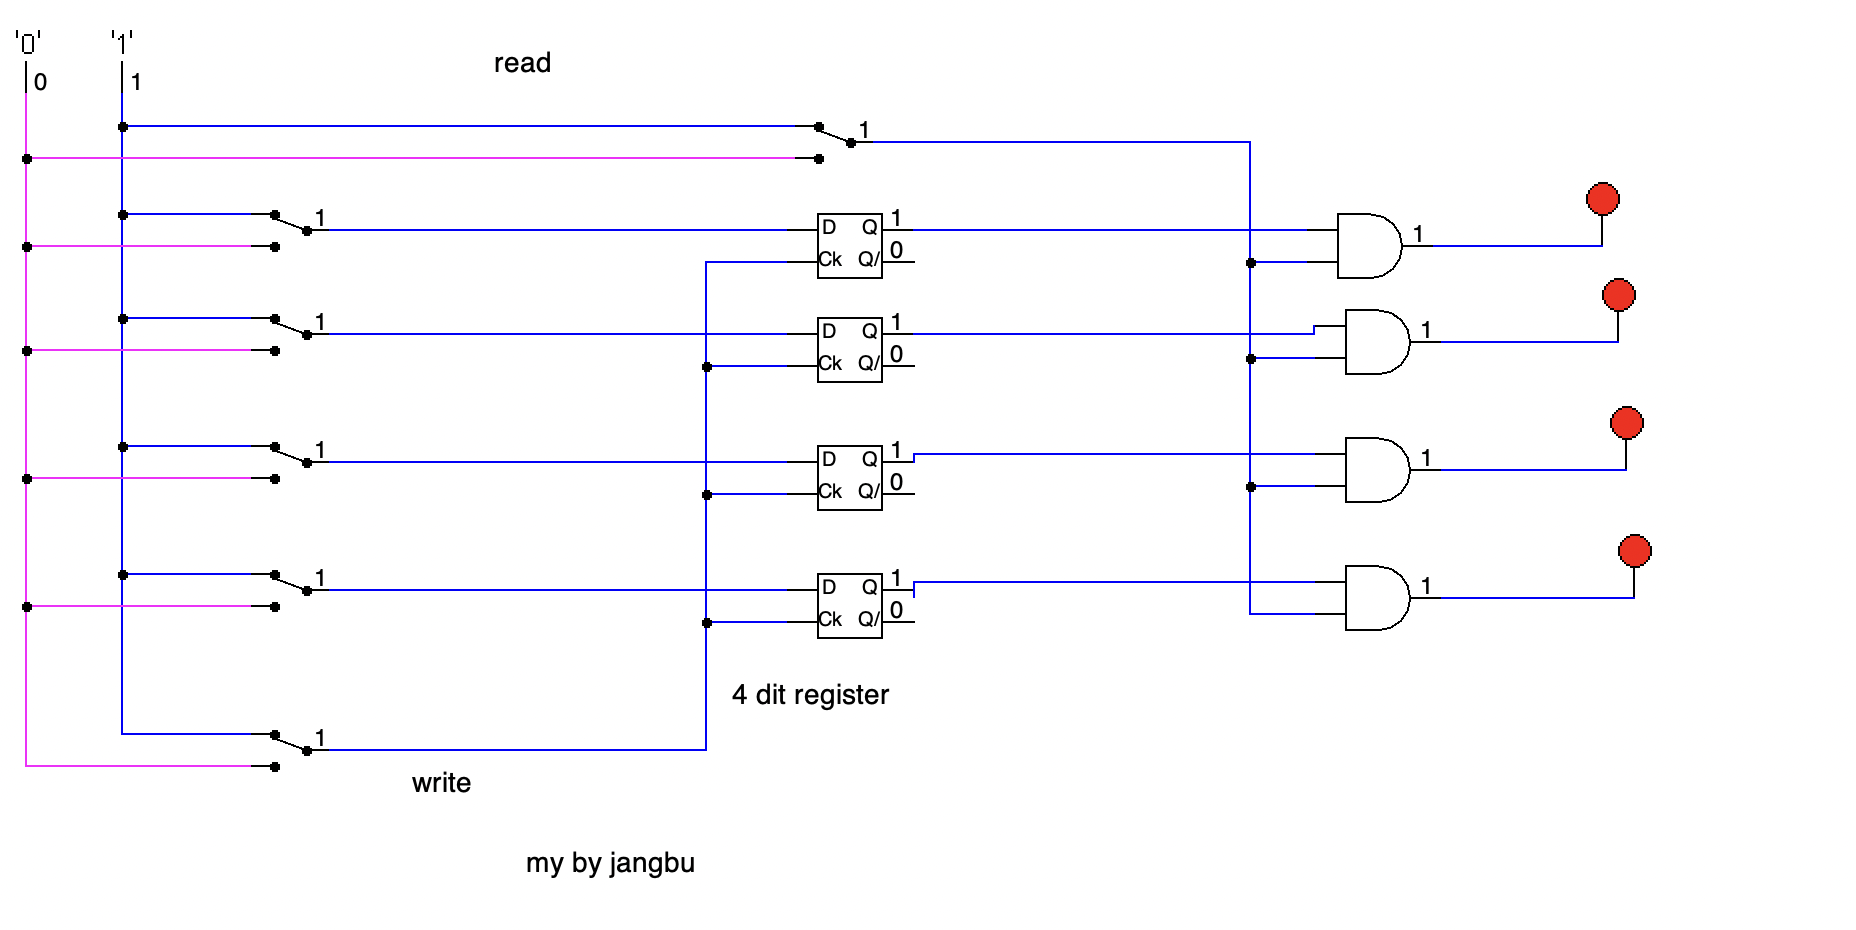 '0' '1'
0 1
read
1
1 D Q 1
Ck Q/ 0
1
1 D Q 1
Ck Q/ 0
1
1 D Q 1
Ck Q/ 0
1
1 D Q 1
Ck Q/ 0
1
4 dit register
1
write
my by jangbu